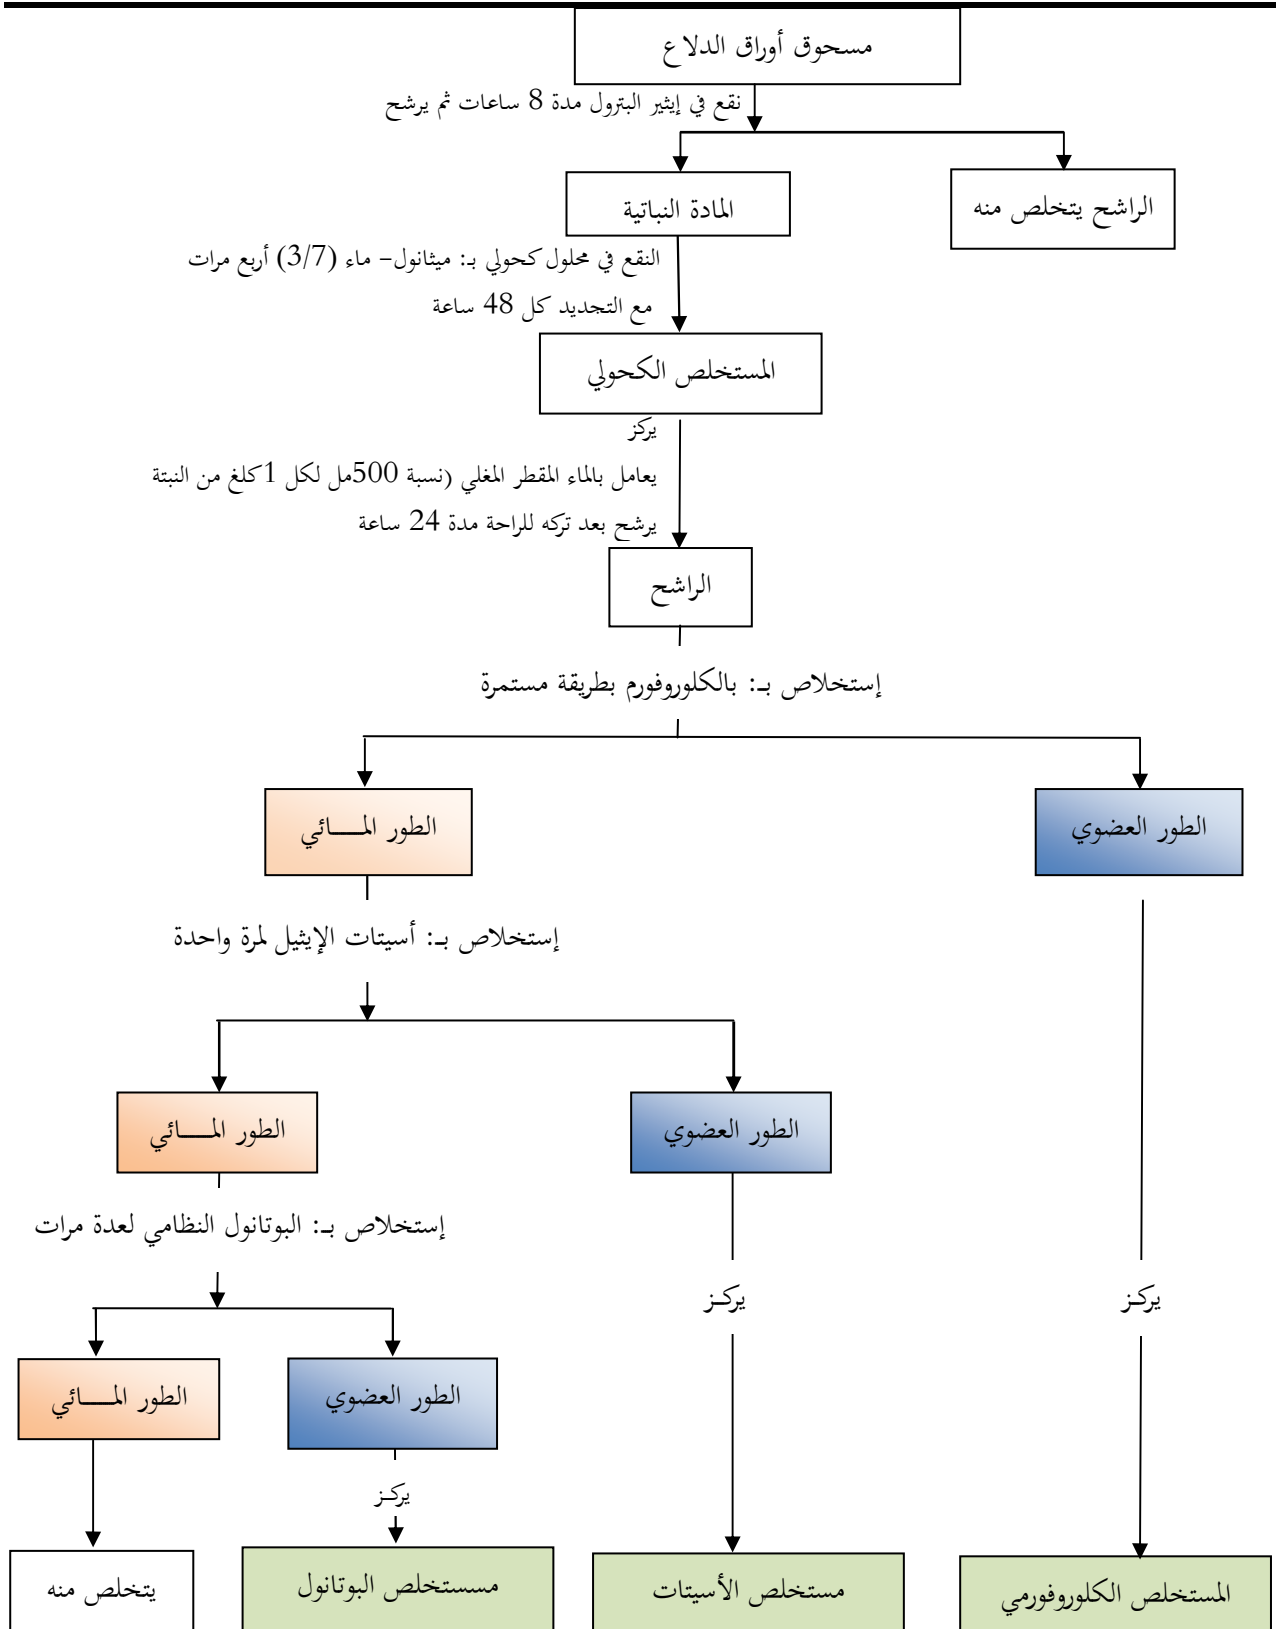 مسحوق أوراق الدلاع
نقع في إيثير البترول مدة 8 ساعات ثم يرشح
الراشح يتخلص منه
المادة النباتية
النقع في محلول كحولي بـ: ميثانول- ماء (3/7) أربع مرات
مع التجديد كل 48 ساعة
المستخلص الكحولي
يركز
يعامل بالماء المقطر المغلي (نسبة 500مل لكل 1كلغ من النبتة
يرشح بعد تركه للراحة مدة 24 ساعة
الراشح
إستخلاص بـ: بالكلوروفورم بطريقة مستمرة
الطور العضوي
الطور المـــائي
إستخلاص بـ: أسيتات الإيثيل لمرة واحدة
الطور العضوي
الطور المـــائي
إستخلاص بـ: البوتانول النظامي لعدة مرات
يركـز
يركـز
الطور العضوي
الطور المـــائي
يركـز
المستخلص الكلوروفورمي
مستخلص الأسيتات
مسستخلص البوتانول
يتخلص منه